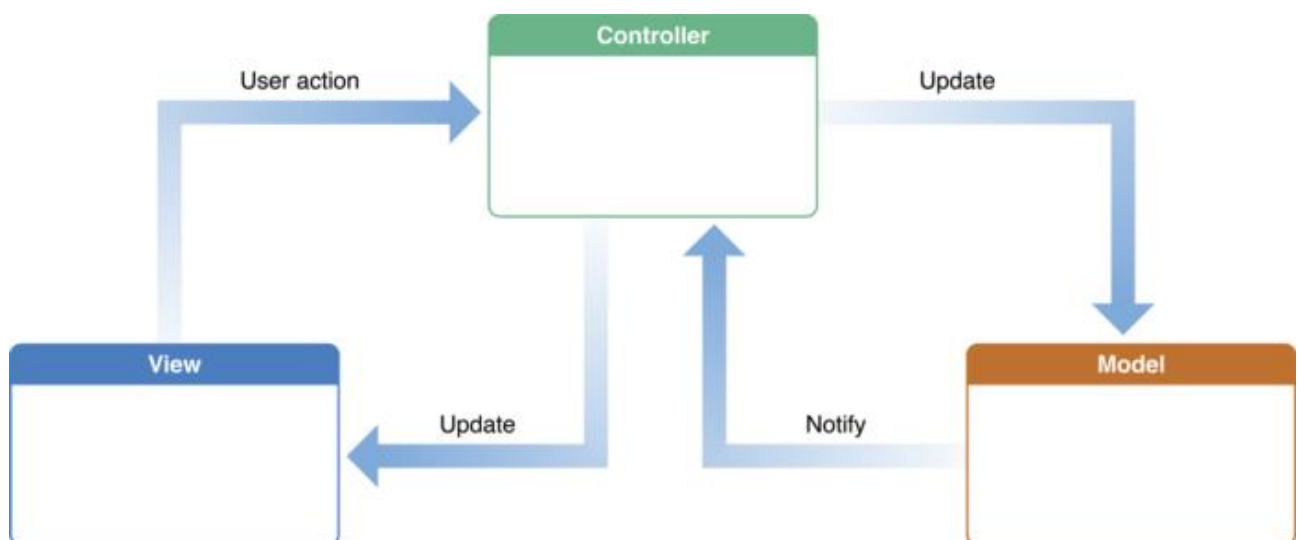 Controller
User action
Update
View
Model
Update
Notify